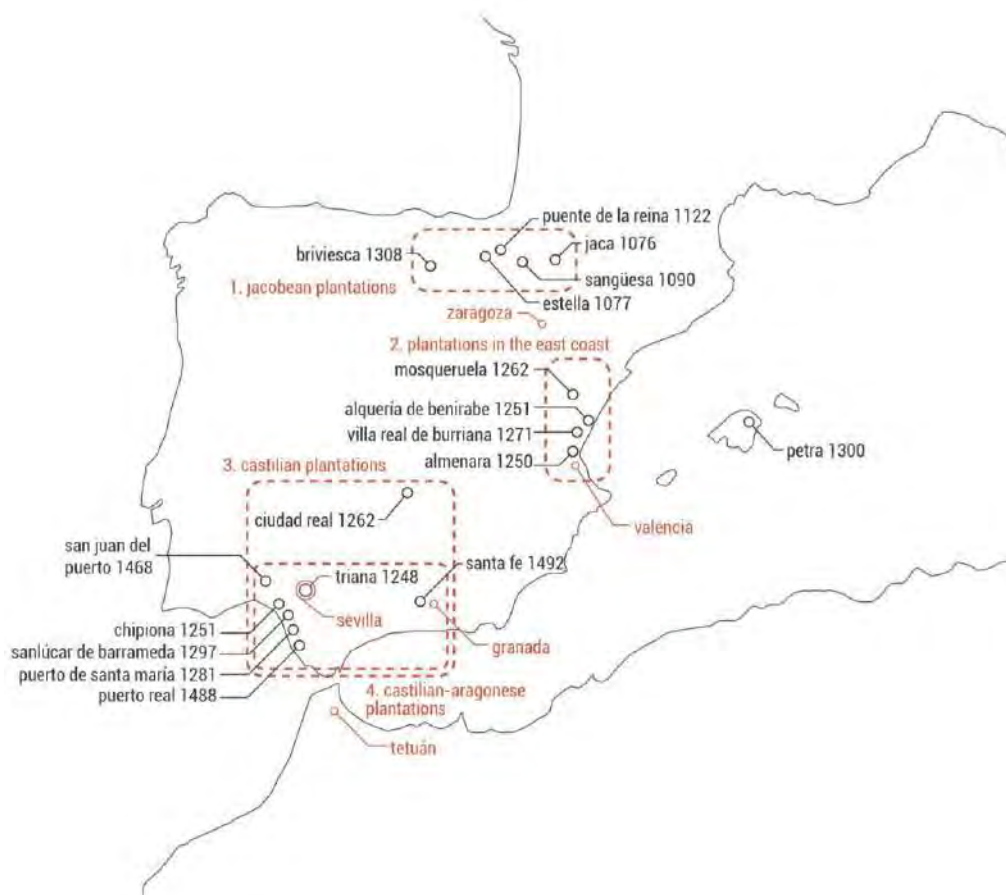 puente de la reina 1122
briviesca 1308
jaca 1076
sangüesa 1090
1. jacobean plantations
estella 1077
zaragoza
2. plantations in the east coast
mosqueruela 1262
alquería de benirabe 1251
villa real de burriana 1271
almenara 1250
petra 1300
3. castilian plantations
valencia
ciudad real 1262
san juan del
puerto 1468
santa fe 1492
triana 1248
sevilla
chipiona 1251
granada
sanlúcar de barrameda 1297
puerto de santa maría 1281
puerto real 1488
4. castilian-aragonese
plantations
tetuán